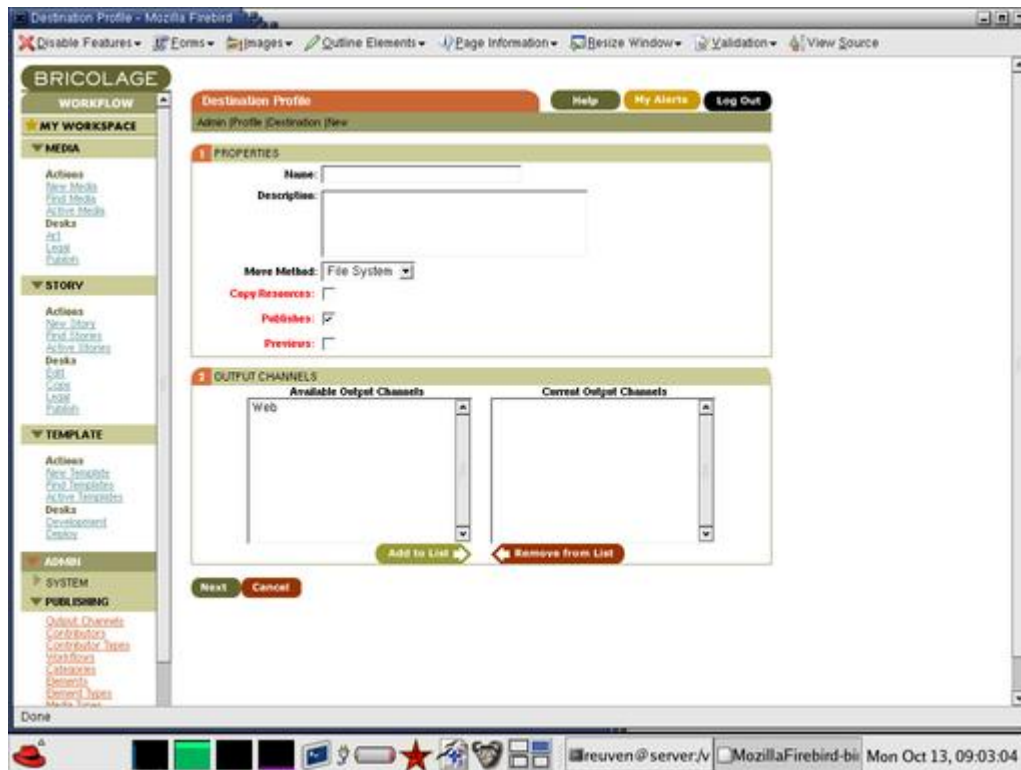 Destination Profile - Mozilla Firebird
Disable Features Forms Images Outline Elements Page Information Resize Window Validation View Source
BRICOLAGE
WORKFLOW
MY WORKSPACE
MEDIA
Actions
New Media
Find Media
Active Media
Desks
Art
Legal
Publish
STORY
Actions
New Story
Find Stories
Active Stories
Desks
Edit
Copy
Legal
Publish
TEMPLATE
Actions
New Template
Find Templates
Active Templates
Desks
Development
Deploy
ADMIN
SYSTEM
PUBLISHING
Output Channels
Contributors
Contributor Types
Workflows
Categories
Elements
Element Types
Media Types
Destination Profile
Help
My Alerts
Log Out
Admin |Profile |Destination |New
1 PROPERTIES
Name:
Description:
Move Method: File System
Copy Resources:
Publishes:
Previews:
2 OUTPUT CHANNELS
Available Output Channels
Current Output Channels
Web
Add to List
Remove from List
Next
Cancel
Done
reuven@server:/v
MozillaFirebird-bi
Mon Oct 13, 09:03:04